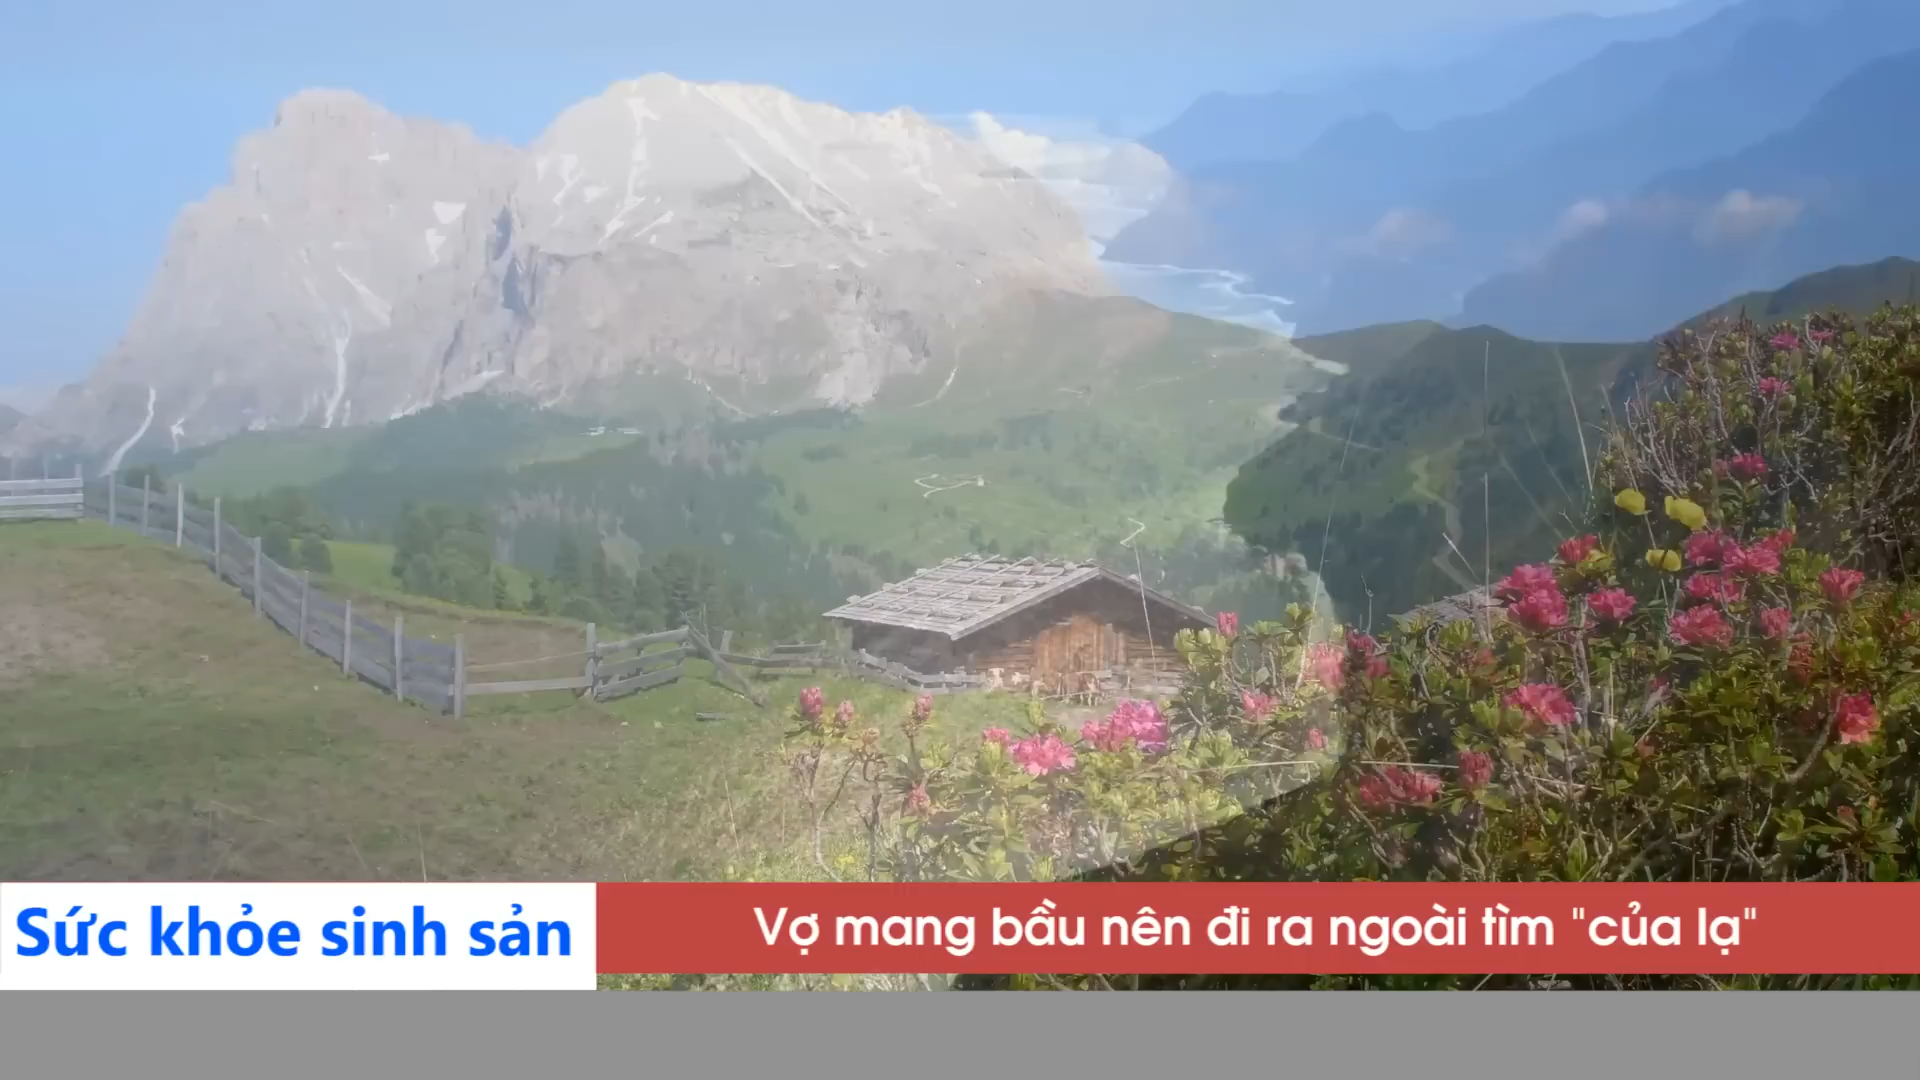 Sức khỏe sinh sản
Vợ mang bầu nên đi ra ngoài tìm "của lạ"